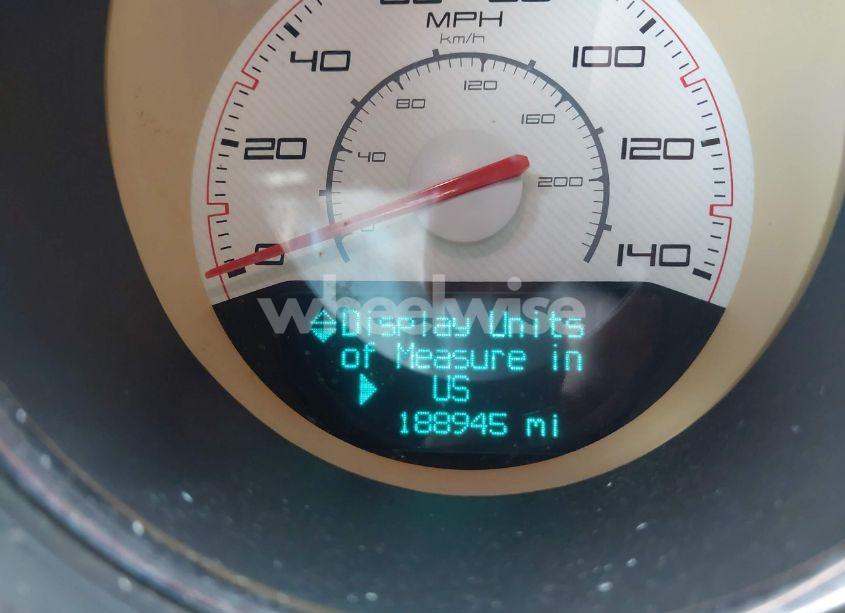 MPH
km/h
40
100
80
120
160
20
40
120
200
0
140
wheelwise
Display Units
of Measure in
US
188945 mi